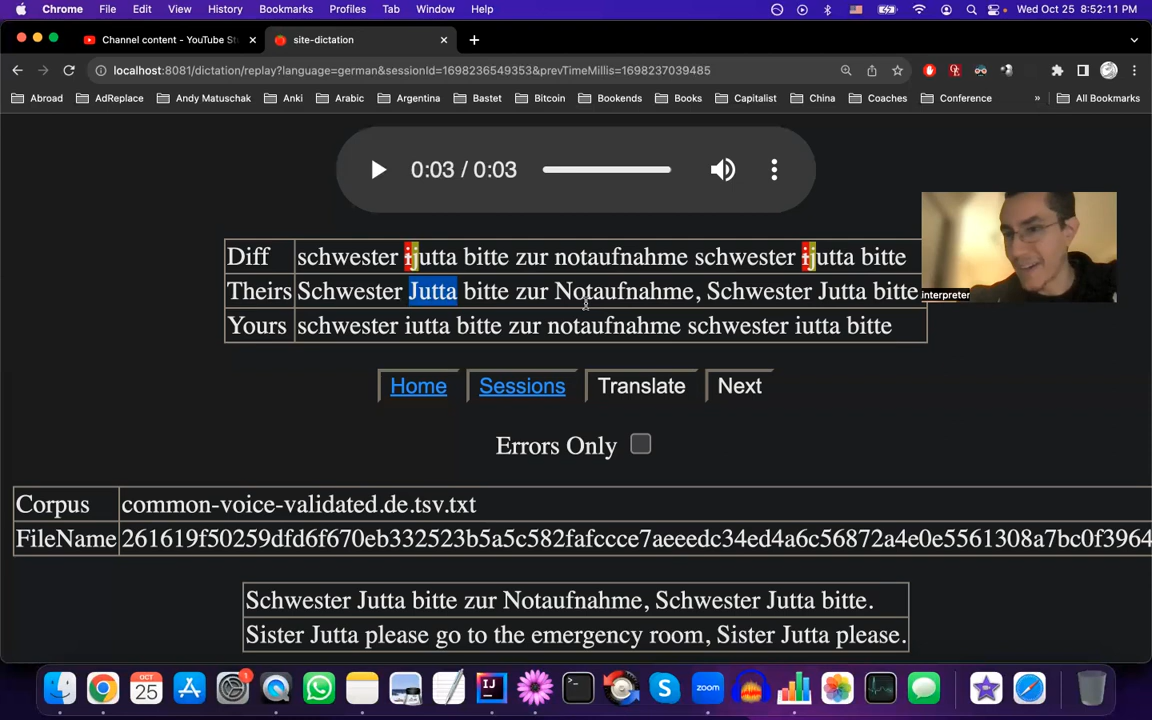 Chrome File Edit View History Bookmarks Profiles Tab Window Help Wed Oct 25 8:52:11 PM
Channel content - YouTube St site-dictation
localhost:8081/dictation/replay?language=german&sessionId=1698236549353&prevTimeMillis=1698237039485
Abroad AdReplace Andy Matuschak Anki Arabic Argentina Bastet Bitcoin Bookends Books Capitalist China Coaches Conference » All Bookmarks
0:03 / 0:03
Diff schwester ijutta bitte zur notaufnahme schwester ijutta bitte
Theirs Schwester Jutta bitte zur Notaufnahme, Schwester Jutta bitte
interpreter
Yours schwester iutta bitte zur notaufnahme schwester iutta bitte
Home Sessions Translate Next
Errors Only
Corpus common-voice-validated.de.tsv.txt
FileName 261619f50259dfd6f670eb332523b5a5c582fafccce7aeeedc34ed4a6c56872a4e0e5561308a7bc0f3964
Schwester Jutta bitte zur Notaufnahme, Schwester Jutta bitte.
Sister Jutta please go to the emergency room, Sister Jutta please.
OCT
25
1
zoom